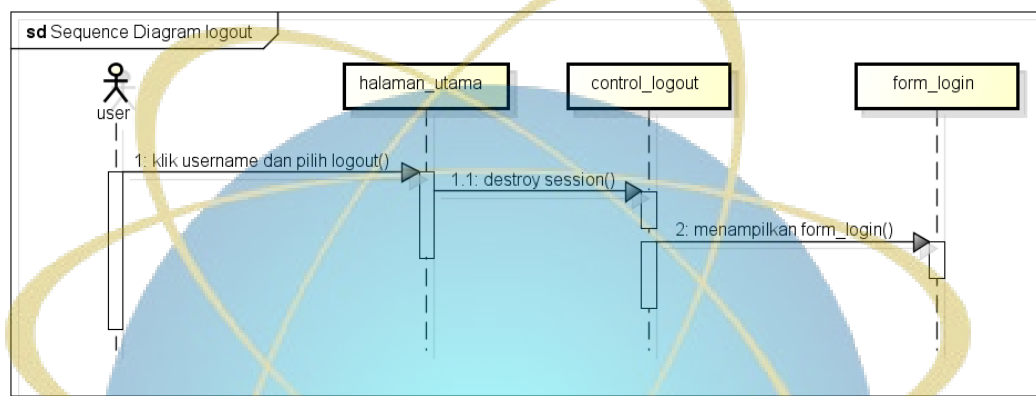 sd Sequence Diagram logout
user
halaman_utama
control_logout
form_login
1: klik username dan pilih logout()
1.1: destroy session()
2: menampilkan form_login()